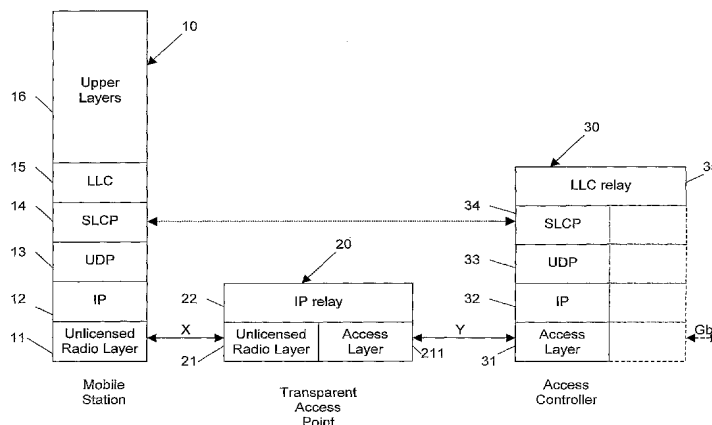 10
Upper
Layers
16
30
15
LLC
LLC relay
14
34
SLCP
SLCP
13
20
UDP
33
UDP
12
22
32
IP
IP relay
IP
11
X
Y
Gb
Unlicensed
Radio Layer
Unlicensed
Radio Layer
Access
Layer
Access
Layer
21
211
31
Mobile
Station
Transparent
Access
Point
Access
Controller